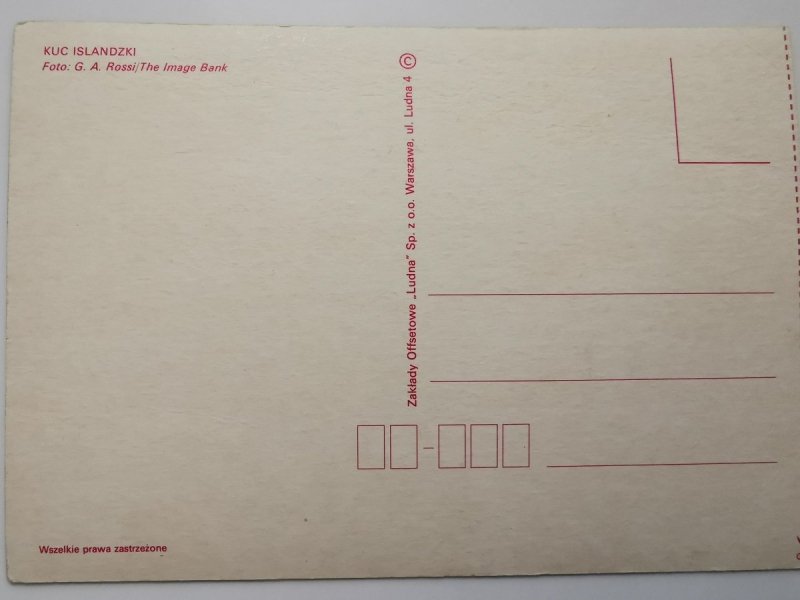 KUC ISLANDZKI
Foto: G. A. Rossi/The Image Bank
Zakłady Offsetowe „Ludna” Sp. z o.o. Warszawa, ul. Ludna 4 ©
Wszelkie prawa zastrzeżone